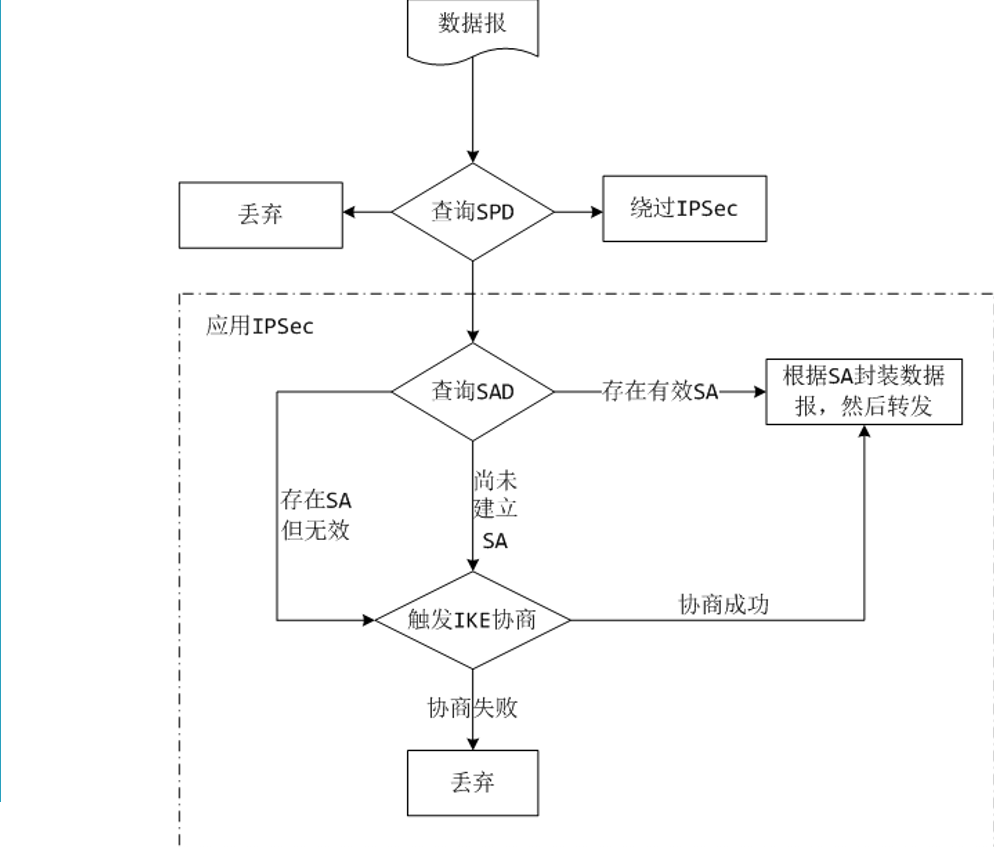 数据报
丢弃
查询SPD
绕过IPSec
应用IPSec
查询SAD
存在有效SA
根据SA封装数据
报，然后转发
存在SA
但无效
尚未
建立
SA
触发IKE协商
协商成功
协商失败
丢弃